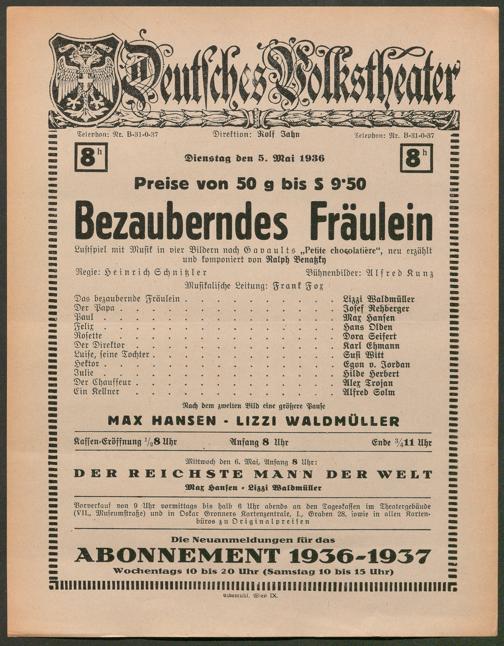 Deutsches Volkstheater
Telephon: Nr. B-31-0-37 Direktion: Rolf Jahn Telephon: Nr. B-31-0-37
8h Dienstag den 5. Mai 1936 8h
Preise von 50 g bis S 9·50
Bezauberndes Fräulein
Lustspiel mit Musik in vier Bildern nach Gavaults „Petite chocolatière“, neu erzählt
und komponiert von Ralph Benatzky
Regie: Heinrich Schnitzler Bühnenbilder: Alfred Kunz
Musikalische Leitung: Frank Fox
Das bezaubernde Fräulein . . . . . . . . . . Lizzi Waldmüller
Der Papa . . . . . . . . . . Josef Rehberger
Paul . . . . . . . . . . Max Hansen
Felix . . . . . . . . . . Hans Olden
Rosette . . . . . . . . . . Dora Seifert
Der Direktor . . . . . . . . . . Karl Ehmann
Luise, seine Tochter . . . . . . . . . . Susi Witt
Hektor . . . . . . . . . . Egon v. Jordan
Julie . . . . . . . . . . Hilde Herbert
Der Chauffeur . . . . . . . . . . Alex Trojan
Ein Kellner . . . . . . . . . . Alfred Solm
Nach dem zweiten Bild eine größere Pause
MAX HANSEN - LIZZI WALDMÜLLER
Kassen-Eröffnung ½8 Uhr Anfang 8 Uhr Ende ¾11 Uhr
Mittwoch den 6. Mai, Anfang 8 Uhr:
DER REICHSTE MANN DER WELT
Max Hansen - Lizzi Waldmüller
Vorverkauf von 9 Uhr vormittags bis halb 6 Uhr abends an den Tageskassen im Theatergebäude
(VII., Museumstraße) und in Oskar Gronners Kartenzentrale, I., Graben 28, sowie in allen Karten-
büros zu Originalpreisen
Die Neuanmeldungen für das
ABONNEMENT 1936-1937
Wochentags 10 bis 20 Uhr (Samstag 10 bis 15 Uhr)
Wien IX.